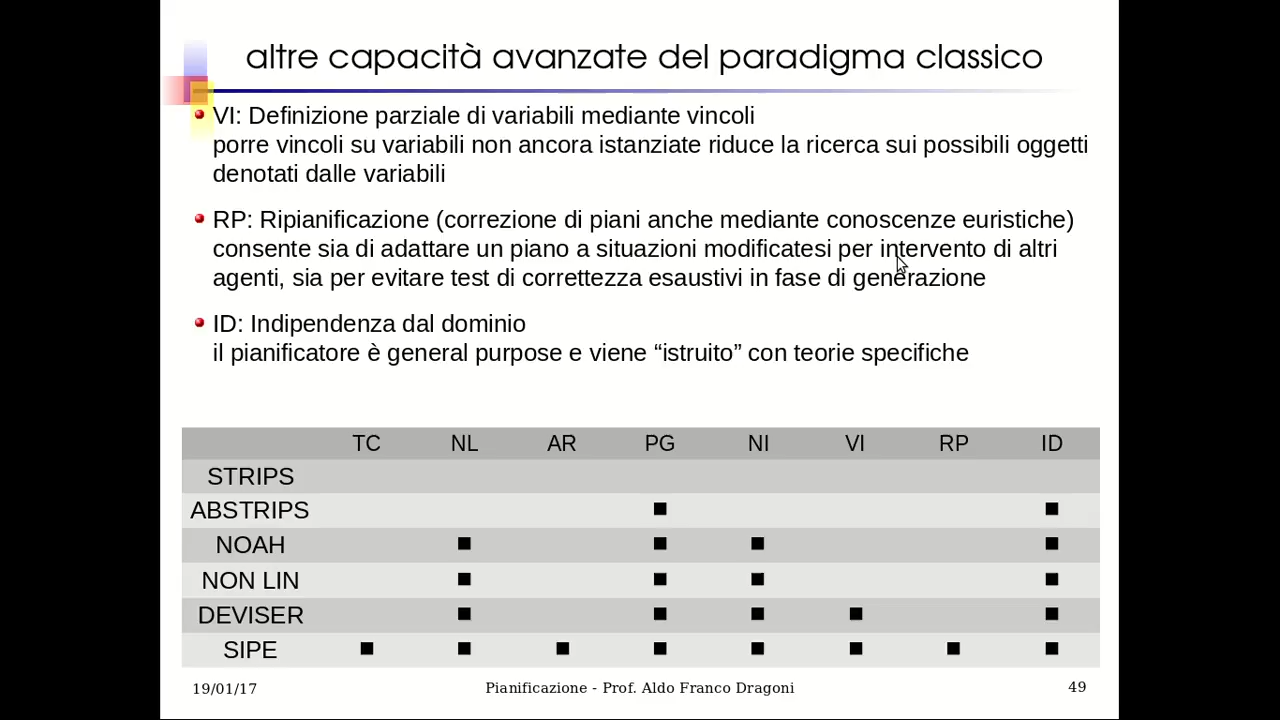 altre capacità avanzate del paradigma classico
VI: Definizione parziale di variabili mediante vincoli
porre vincoli su variabili non ancora istanziate riduce la ricerca sui possibili oggetti
denotati dalle variabili
RP: Ripianificazione (correzione di piani anche mediante conoscenze euristiche)
consente sia di adattare un piano a situazioni modificatesi per intervento di altri
agenti, sia per evitare test di correttezza esaustivi in fase di generazione
ID: Indipendenza dal dominio
il pianificatore è general purpose e viene “istruito” con teorie specifiche
TC NL AR PG NI VI RP ID
STRIPS
ABSTRIPS ■ ■
NOAH ■ ■ ■ ■
NON LIN ■ ■ ■ ■
DEVISER ■ ■ ■ ■ ■
SIPE ■ ■ ■ ■ ■ ■ ■ ■
19/01/17 Pianificazione - Prof. Aldo Franco Dragoni 49